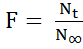 F = N_t / N_∞